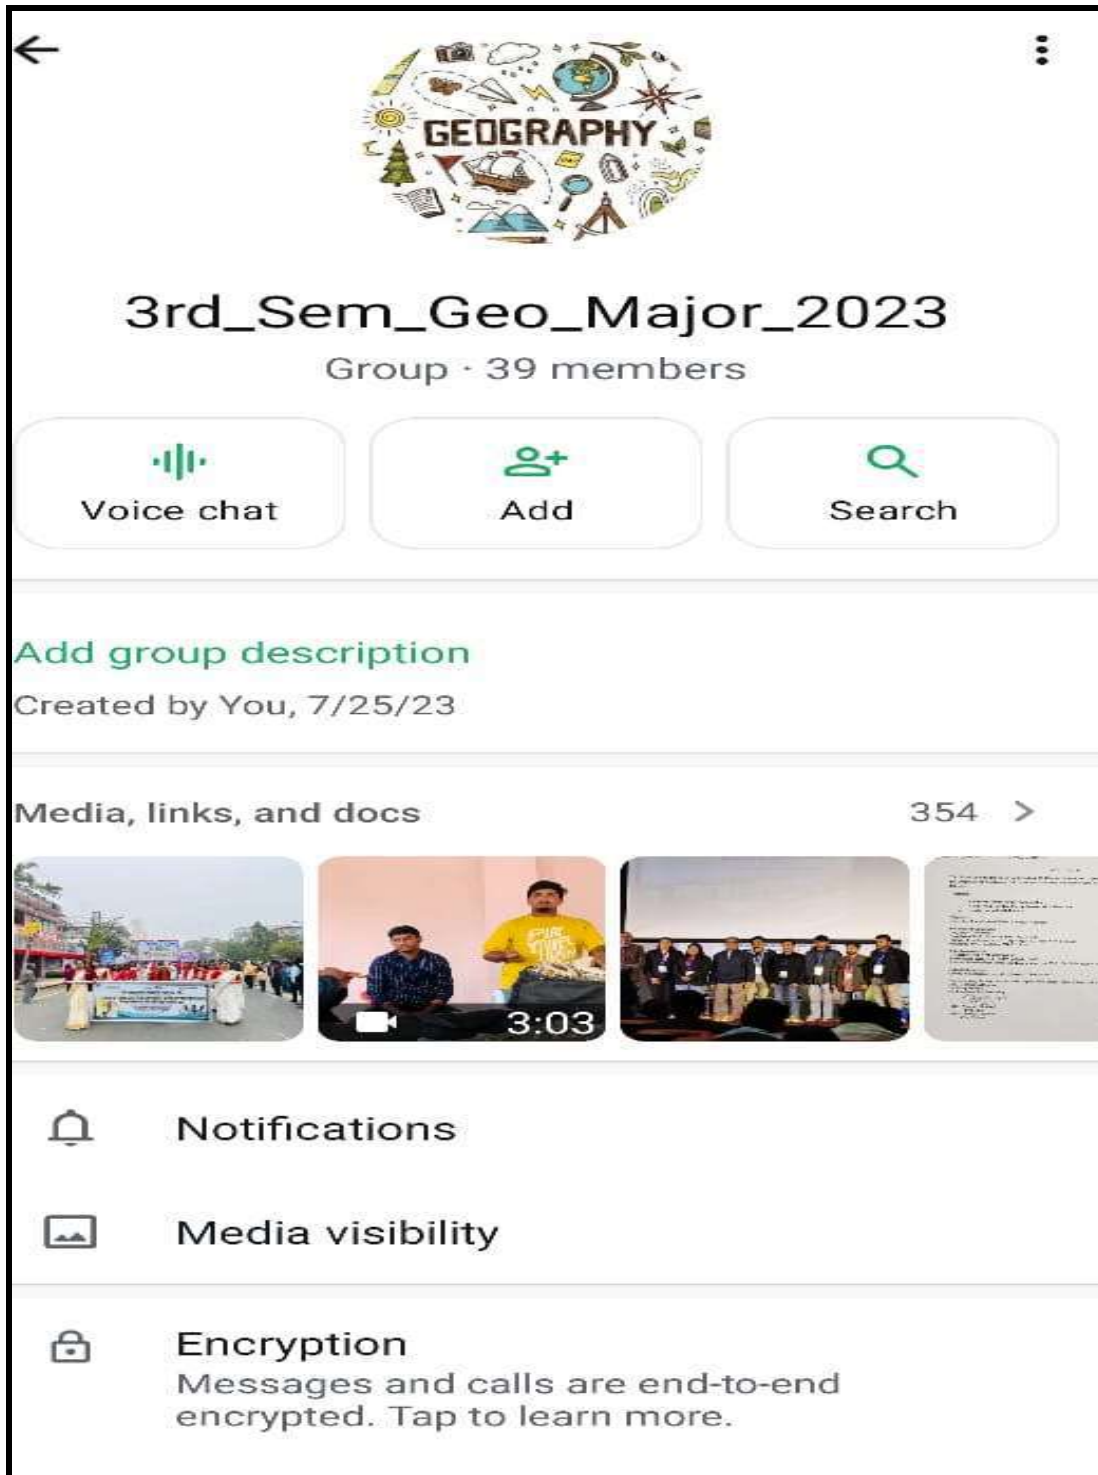 GEOGRAPHY
3rd_Sem_Geo_Major_2023
Group · 39 members
Voice chat
Add
Search
Add group description
Created by You, 7/25/23
Media, links, and docs
354
3:03
Notifications
Media visibility
Encryption
Messages and calls are end-to-end
encrypted. Tap to learn more.